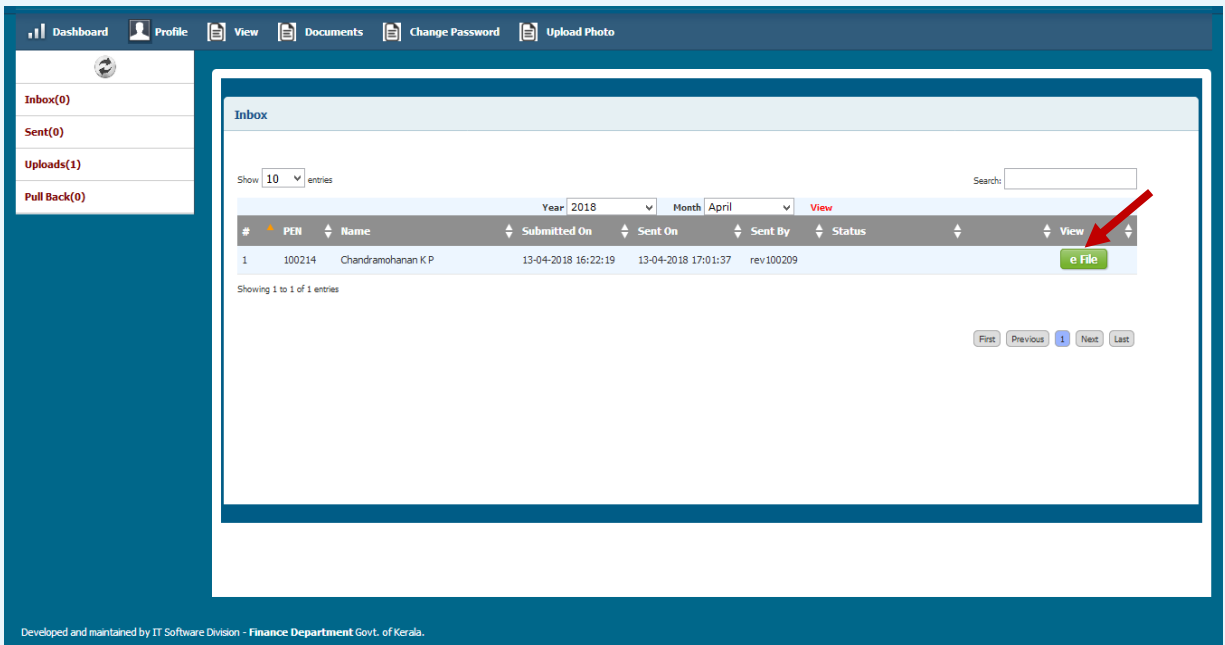 Dashboard Profile View Documents Change Password Upload Photo
Inbox(0)
Sent(0)
Uploads(1)
Pull Back(0)
Inbox
Show 10 entries Search:
Year 2018 Month April View
# PEN Name Submitted On Sent On Sent By Status View
1 100214 Chandramohanan K P 13-04-2018 16:22:19 13-04-2018 17:01:37 rev100209 e File
Showing 1 to 1 of 1 entries
First Previous 1 Next Last
Developed and maintained by IT Software Division - Finance Department Govt. of Kerala.